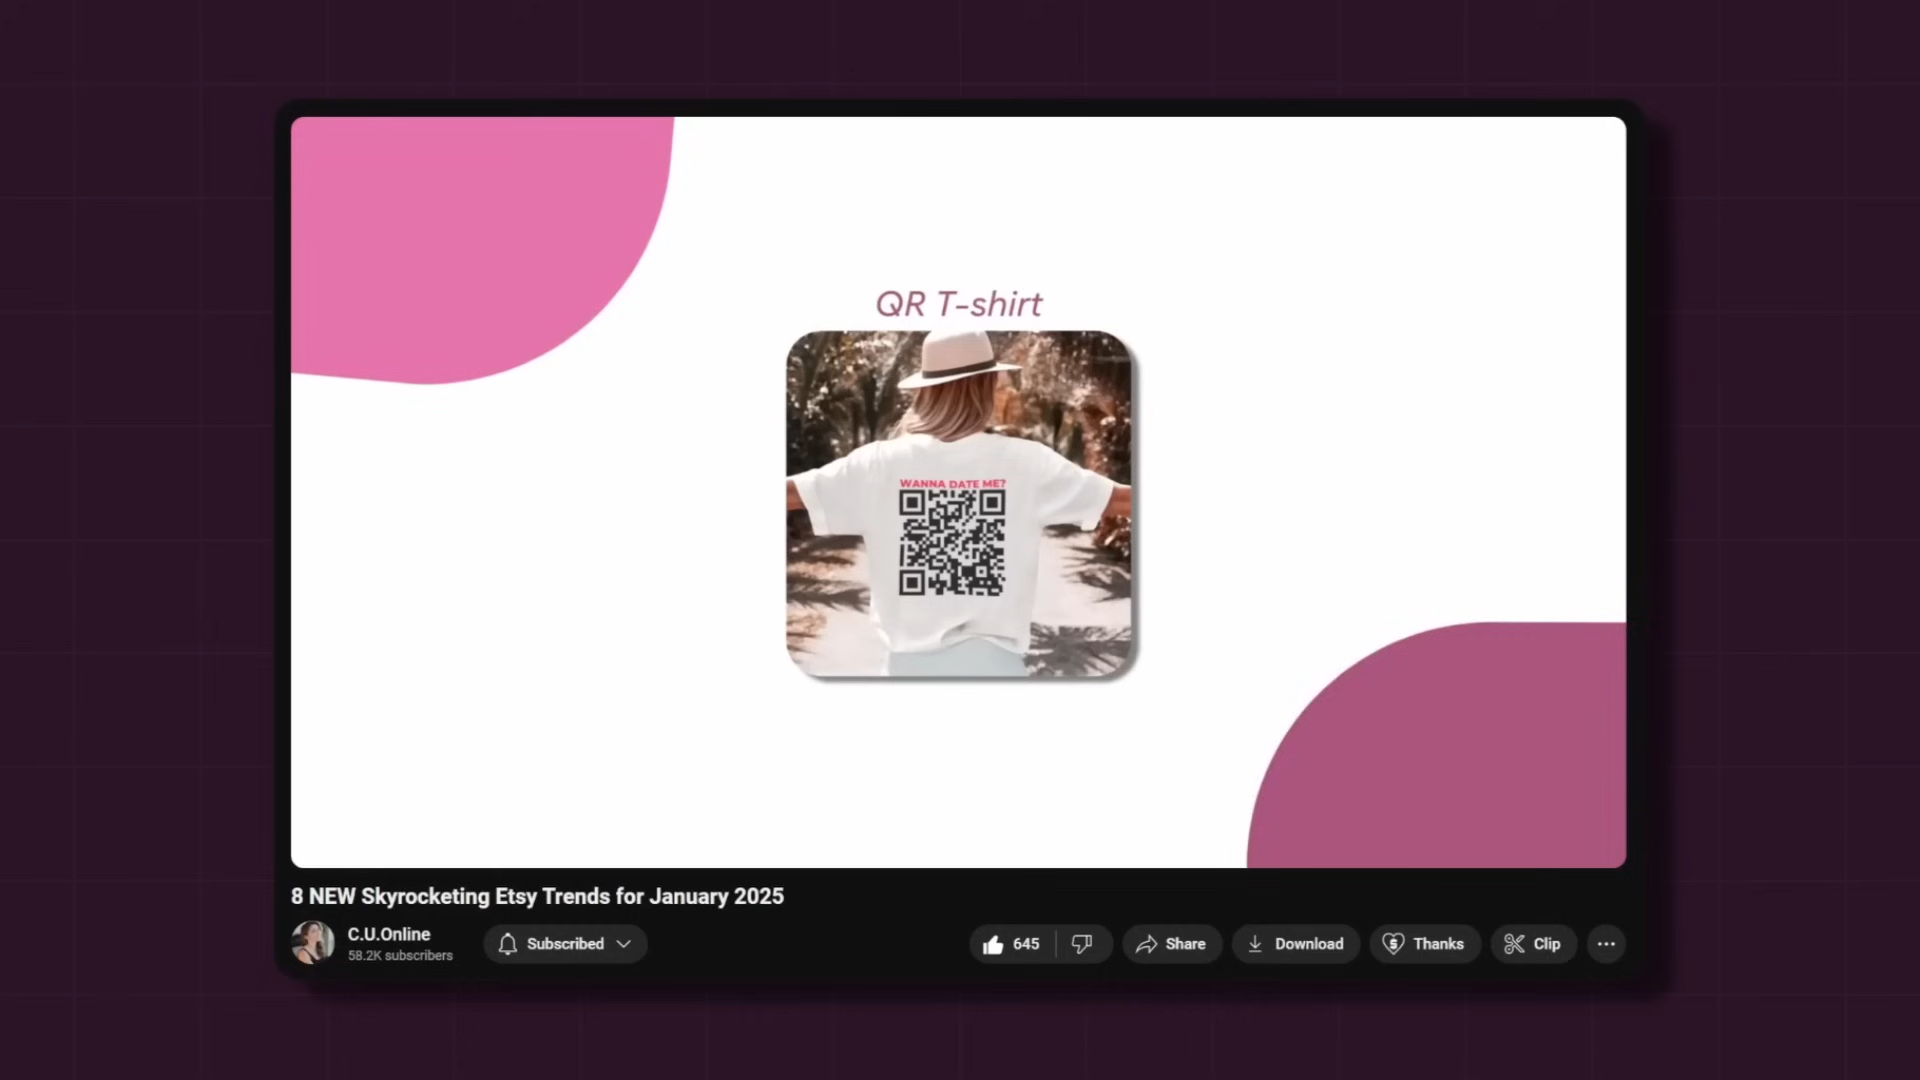 QR T-shirt
WANNA DATE ME?
8 NEW Skyrocketing Etsy Trends for January 2025
C.U.Online
58.2K subscribers
Subscribed
645
Share
Download
Thanks
Clip